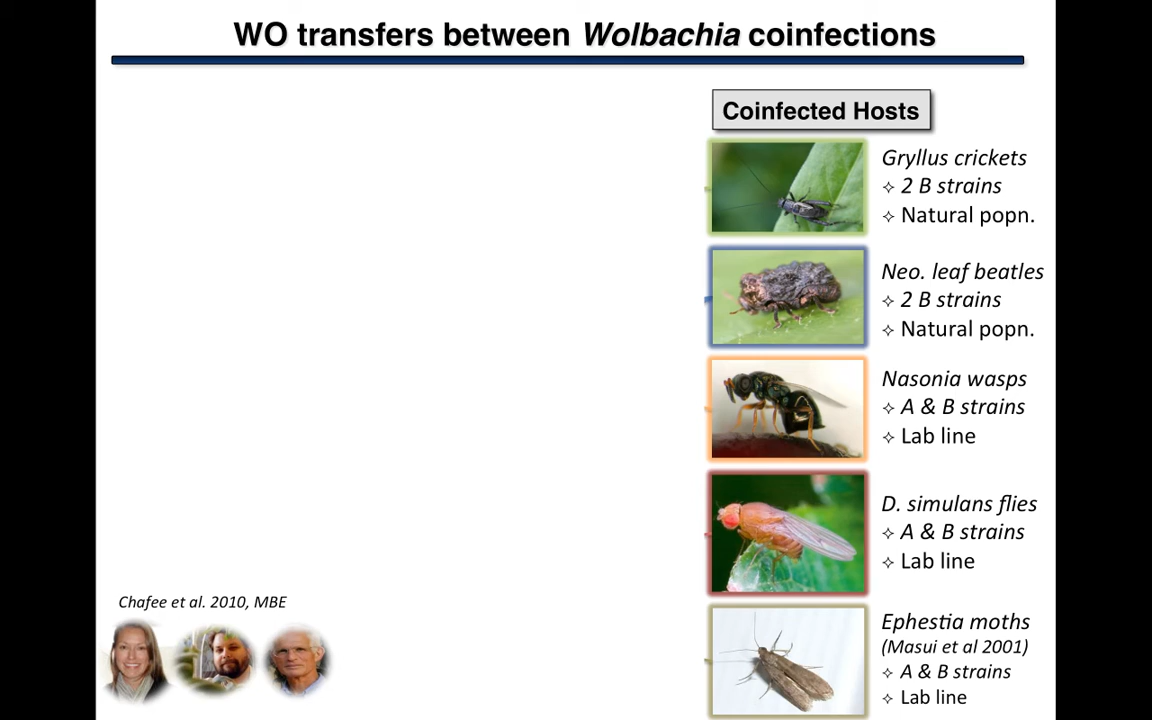 WO transfers between Wolbachia coinfections
Coinfected Hosts
Gryllus crickets
✧ 2 B strains
✧ Natural popn.
Neo. leaf beatles
✧ 2 B strains
✧ Natural popn.
Nasonia wasps
✧ A & B strains
✧ Lab line
D. simulans flies
✧ A & B strains
✧ Lab line
Ephestia moths
(Masui et al 2001)
✧ A & B strains
✧ Lab line
Chafee et al. 2010, MBE